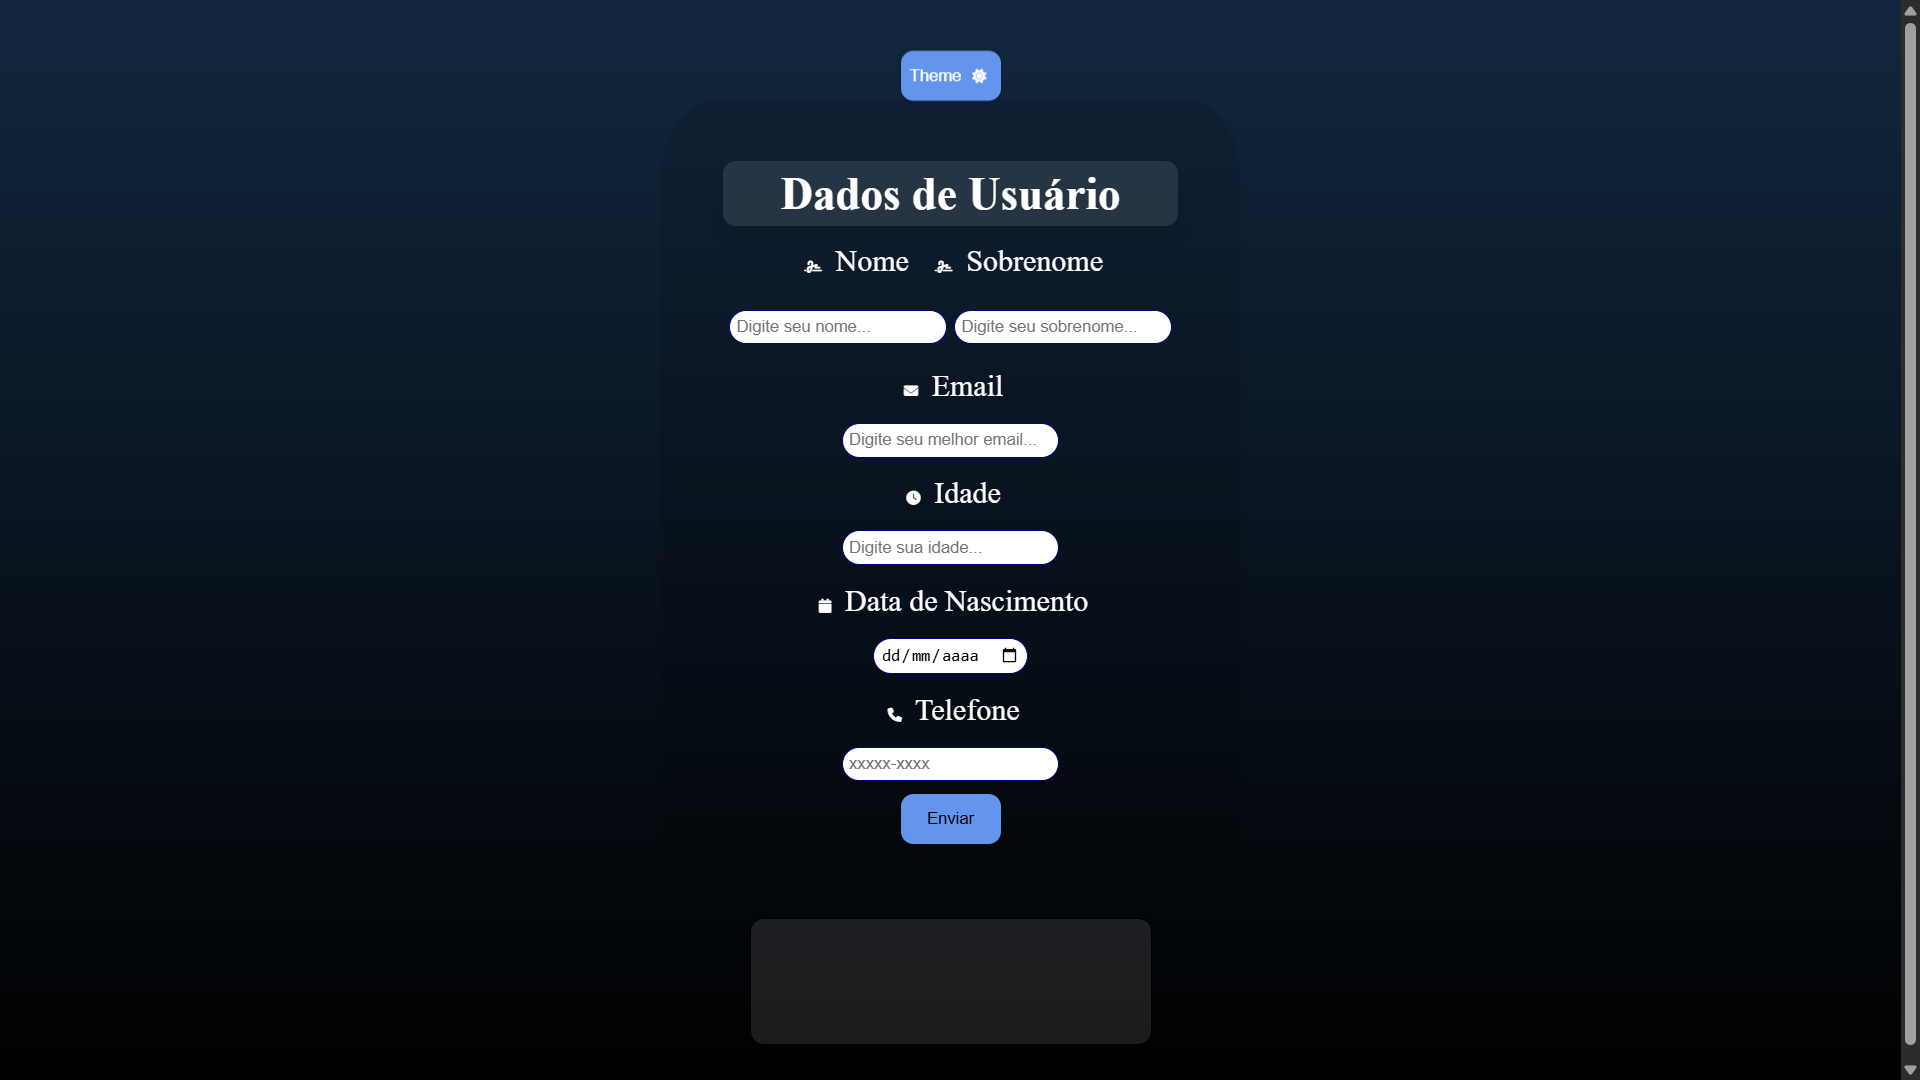 Theme
Dados de Usuário
Nome Sobrenome
Digite seu nome... Digite seu sobrenome...
Email
Digite seu melhor email...
Idade
Digite sua idade...
Data de Nascimento
dd/mm/aaaa
Telefone
xxxxx-xxxx
Enviar